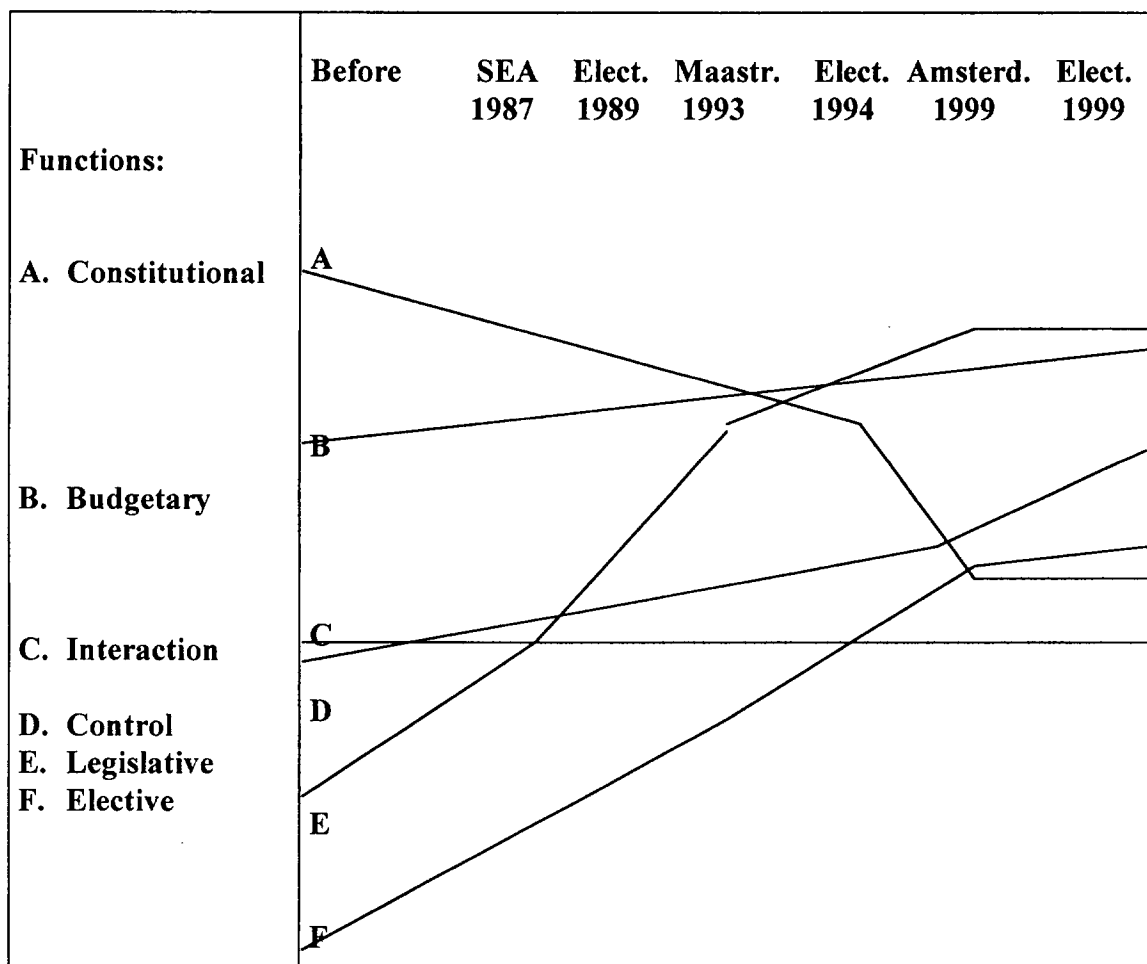 Before SEA Elect. Maastr. Elect. Amsterd. Elect.
1987 1989 1993 1994 1999 1999
Functions:
A. Constitutional
A
B
B. Budgetary
C
C. Interaction
D
D. Control
E. Legislative
F. Elective
E
F